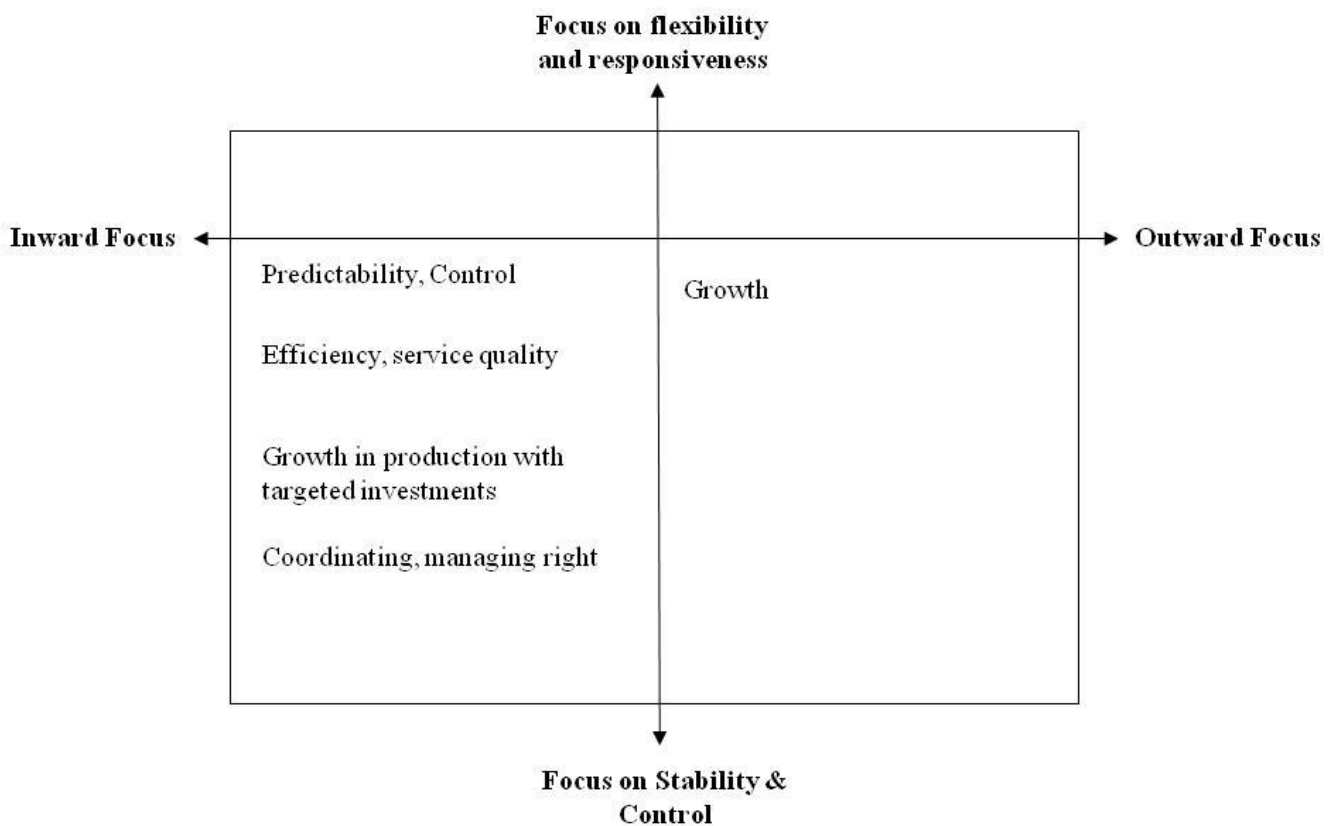 Focus on flexibility
and responsiveness
Inward Focus
Outward Focus
Predictability, Control
Growth
Efficiency, service quality
Growth in production with
targeted investments
Coordinating, managing right
Focus on Stability &
Control